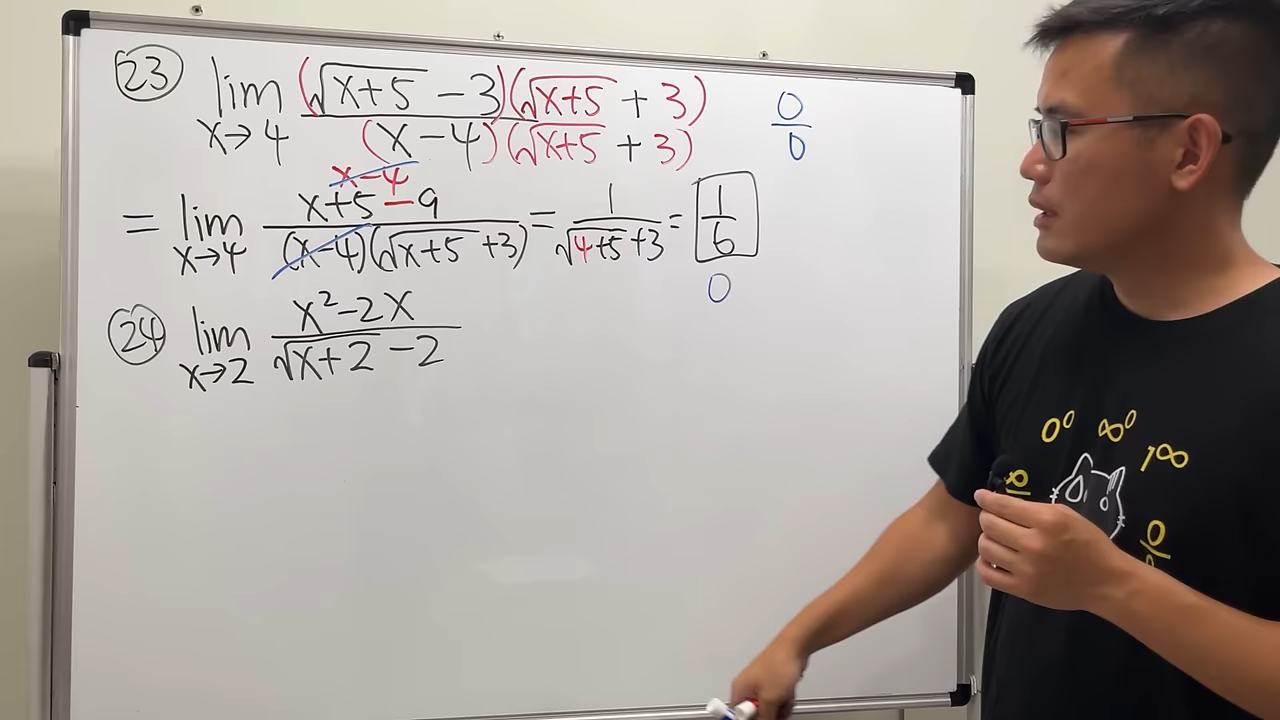 23 lim x→4 (√x+5 - 3)(√x+5 + 3) / (x-4)(√x+5 + 3) 0/0
= lim x→4 x-4 x+5-9 / (x-4)(√x+5 +3) = 1/√4+5 +3 = 1/6
0
24 lim x→2 x²-2x / √x+2 -2
0⁰ ∞⁰ 1^∞
0